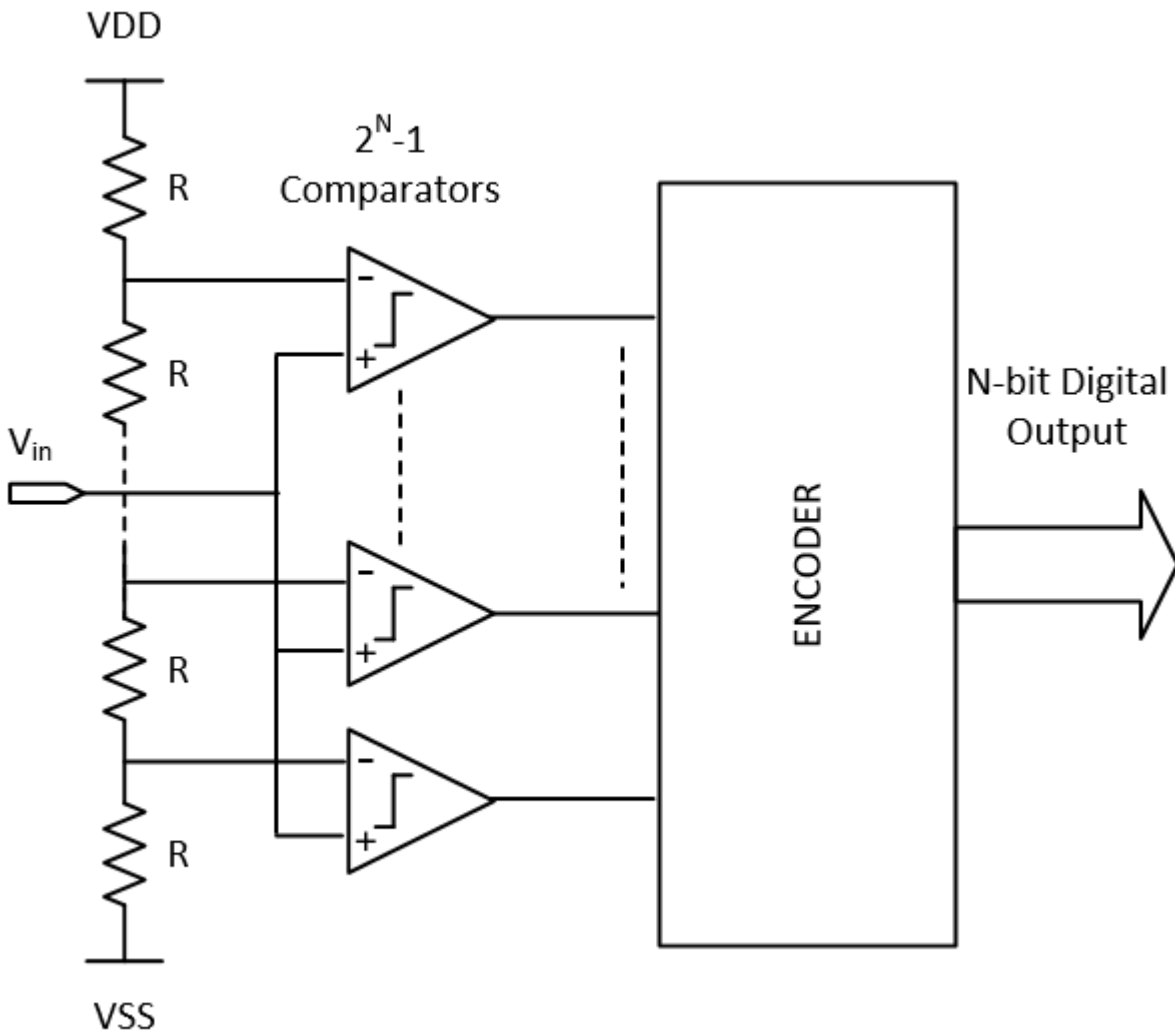 VDD
2^N-1
Comparators
R
-
+
R
N-bit Digital
Output
V_in
ENCODER
-
+
R
-
+
R
VSS